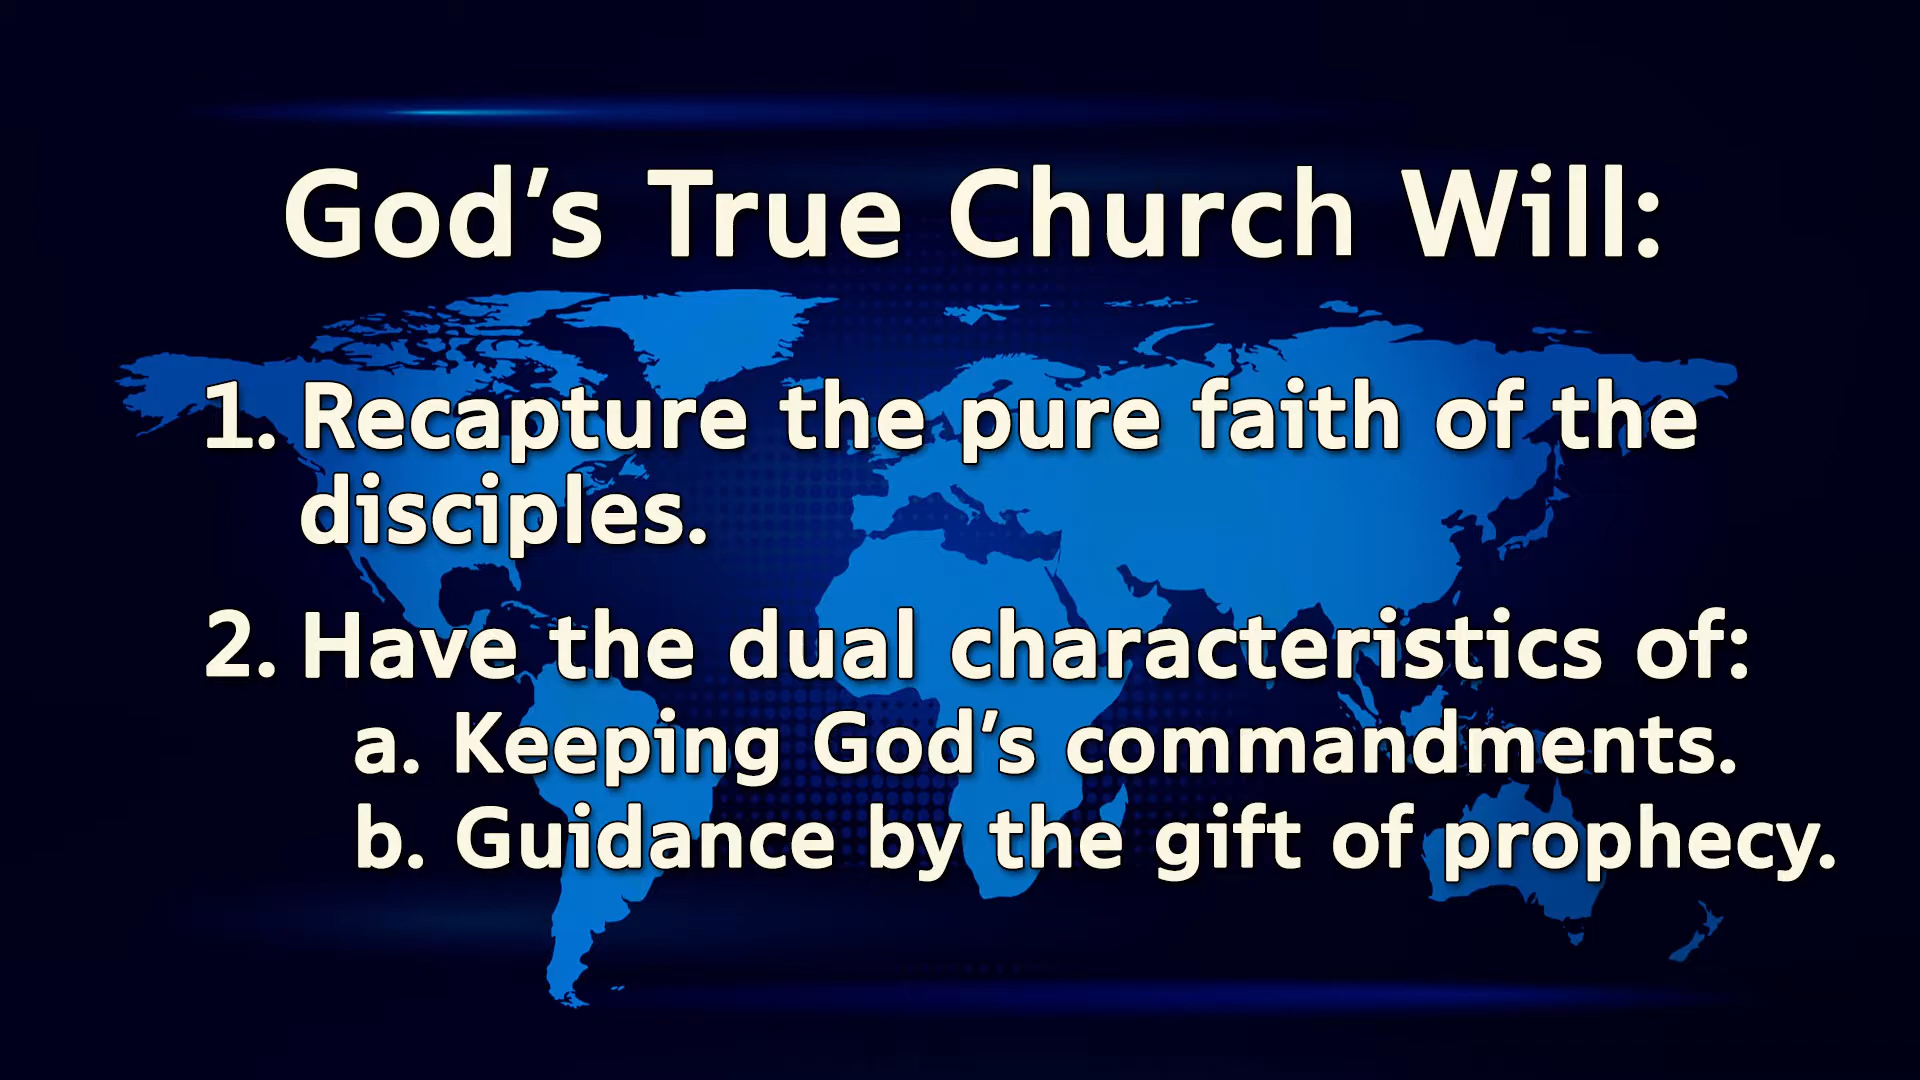 God’s True Church Will:
1. Recapture the pure faith of the
disciples.
2. Have the dual characteristics of:
a. Keeping God’s commandments.
b. Guidance by the gift of prophecy.